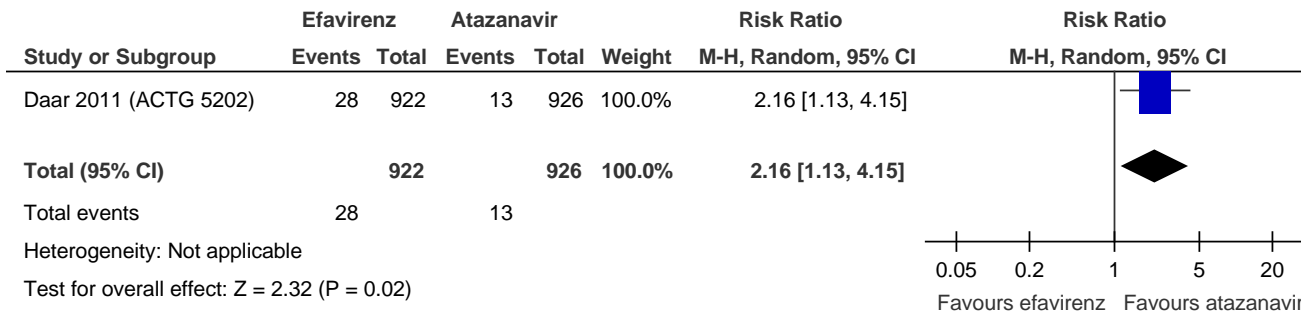 Efavirenz Atazanavir Risk Ratio Risk Ratio
Study or Subgroup Events Total Events Total Weight M-H, Random, 95% CI M-H, Random, 95% CI
Daar 2011 (ACTG 5202) 28 922 13 926 100.0% 2.16 [1.13, 4.15]
Total (95% CI) 922 926 100.0% 2.16 [1.13, 4.15]
Total events 28 13
Heterogeneity: Not applicable
Test for overall effect: Z = 2.32 (P = 0.02)
0.05 0.2 1 5 20
Favours efavirenz Favours atazanavir